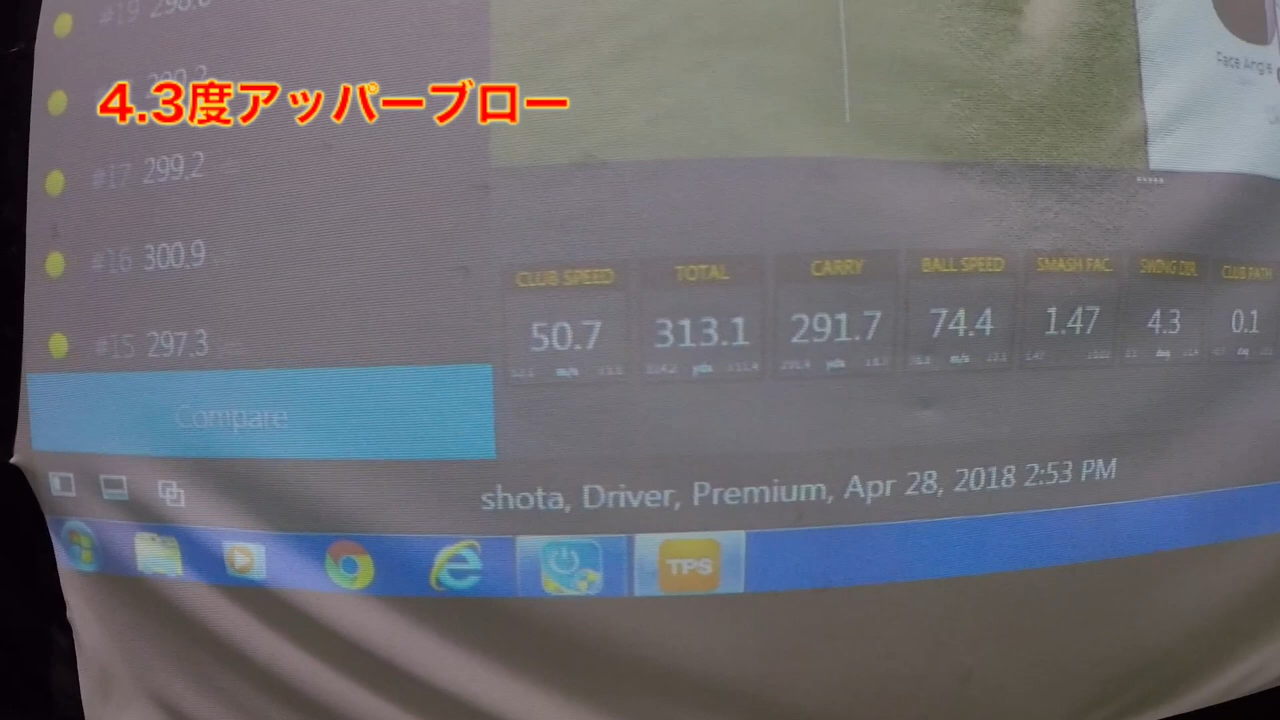 #19
4.3度アッパーブロー
#17 299.2
#16 300.9
#15 297.3
Compare
Face Angle
CLUB SPEED TOTAL CARRY BALL SPEED SMASH FAC. SWING DIR. CLUB PATH
50.7 313.1 291.7 74.4 1.47 4.3 0.1
m/s yds yds m/s deg deg
shota, Driver, Premium, Apr 28, 2018 2:53 PM
TPS